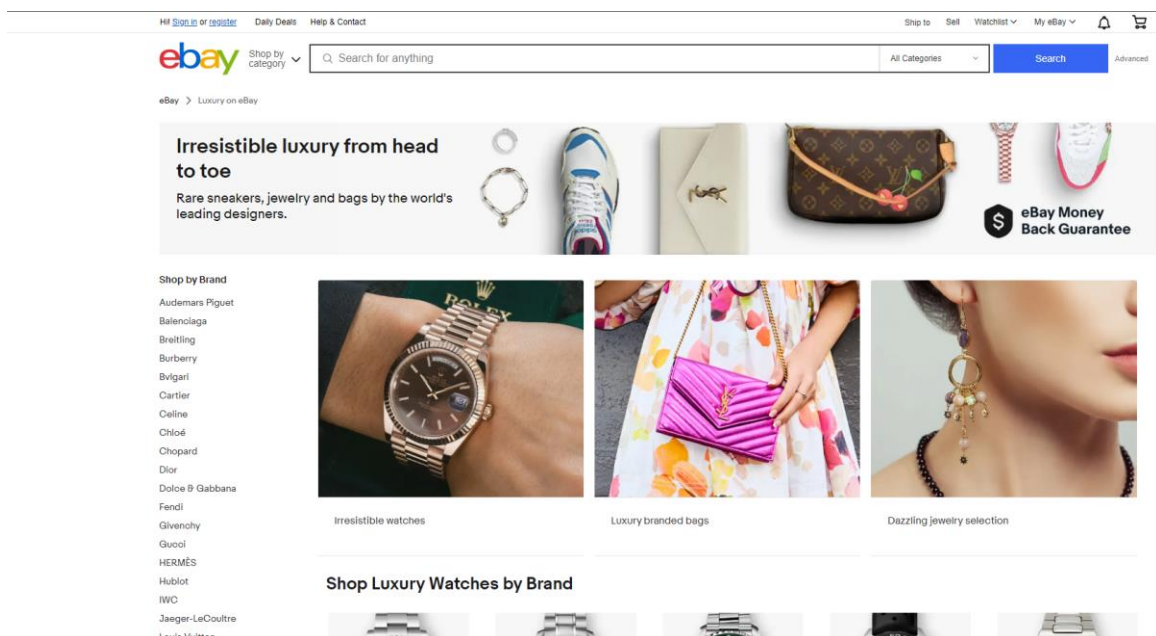 Hi! Sign in or register Daily Deals Help & Contact Ship to Sell Watchlist My eBay
ebay Shop by category Search for anything All Categories Search Advanced
eBay > Luxury on eBay
Irresistible luxury from head
to toe
Rare sneakers, jewelry and bags by the world's
leading designers.
eBay Money
Back Guarantee
Shop by Brand
Audemars Piguet
Balenciaga
Breitling
Burberry
Bvlgari
Cartier
Celine
Chloé
Chopard
Dior
Dolce & Gabbana
Fendi
Givenchy
Gucci
HERMÈS
Hublot
IWC
Jaeger-LeCoultre
Louis Vuitton
ROLEX
Irresistible watches
Luxury branded bags
Dazzling jewelry selection
Shop Luxury Watches by Brand